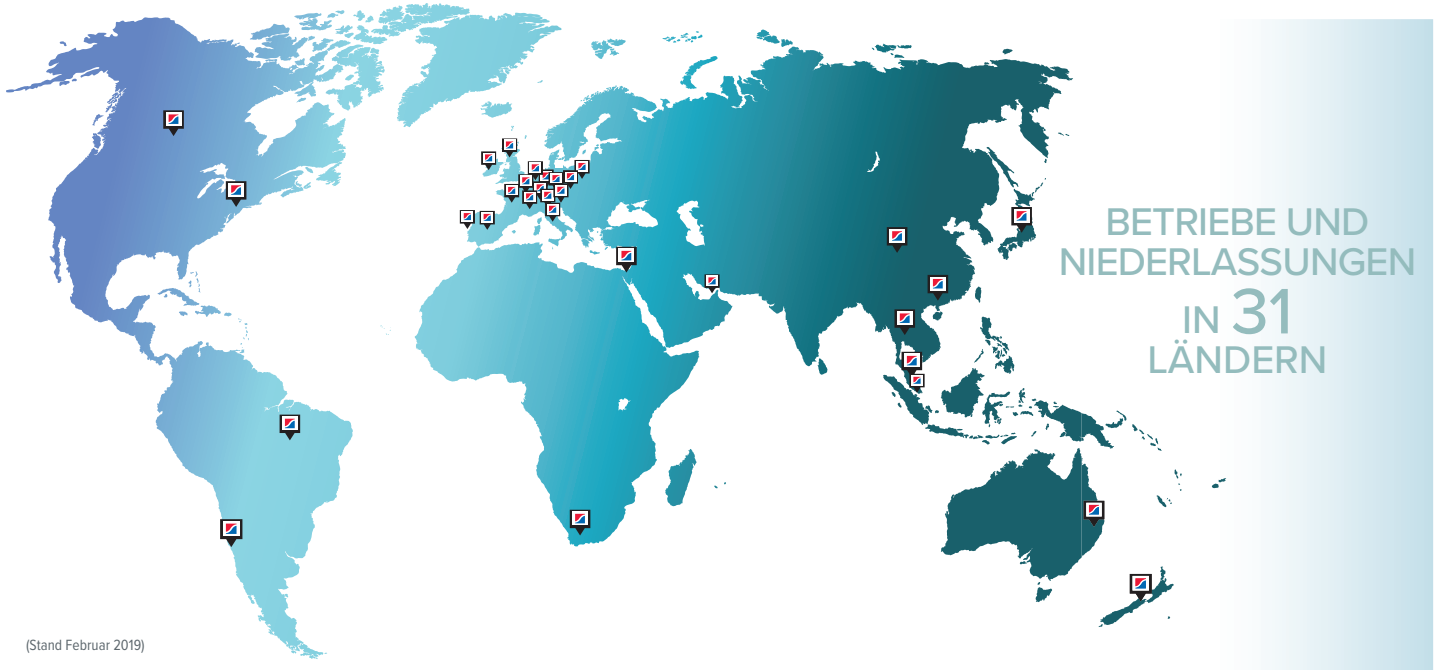 BETRIEBE UND
NIEDERLASSUNGEN
IN 31
LÄNDERN
(Stand Februar 2019)